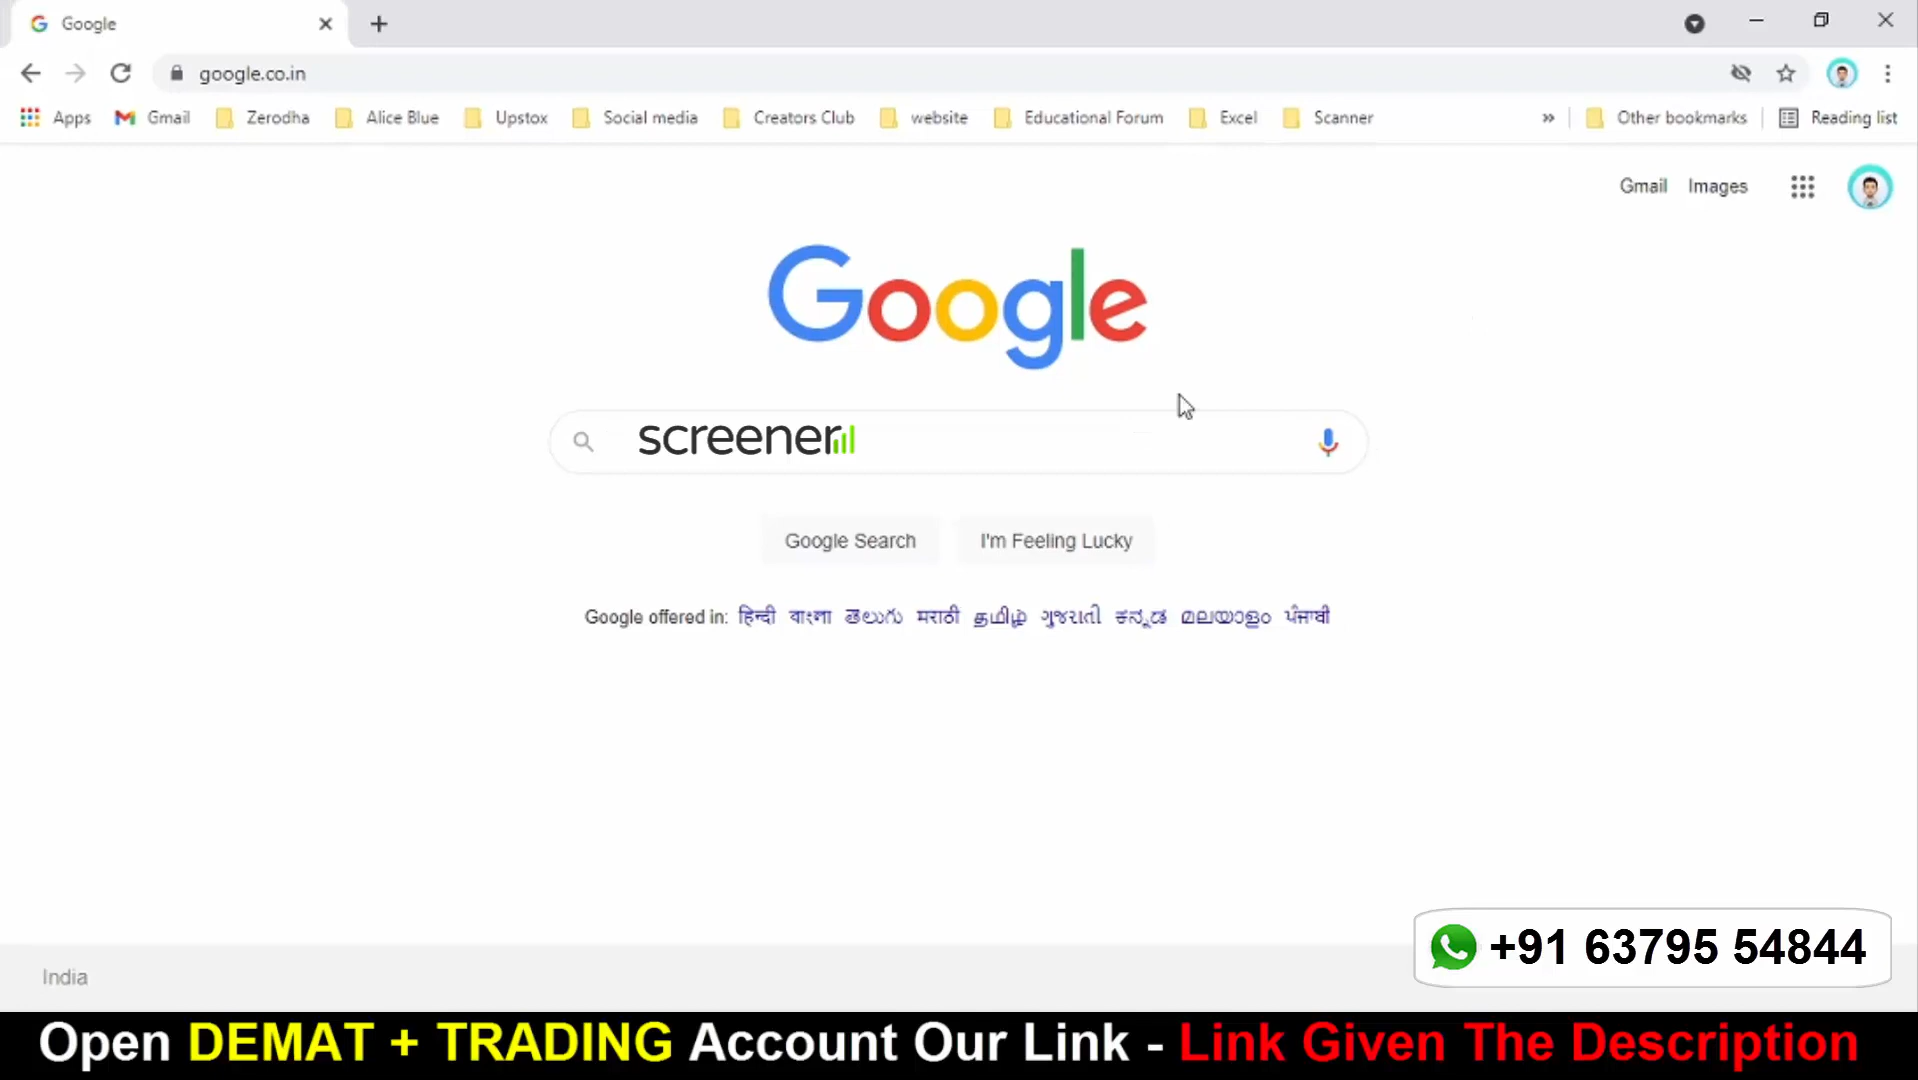 Google
google.co.in
Apps Gmail Zerodha Alice Blue Upstox Social media Creators Club website Educational Forum Excel Scanner » Other bookmarks Reading list
Gmail Images
Google
screener
Google Search I'm Feeling Lucky
Google offered in: हिन्दी বাংলা తెలుగు मराठी தமிழ் ગુજરાતી ಕನ್ನಡ മലയാളം ਪੰਜਾਬੀ
+91 63795 54844
India
Open DEMAT + TRADING Account Our Link - Link Given The Description